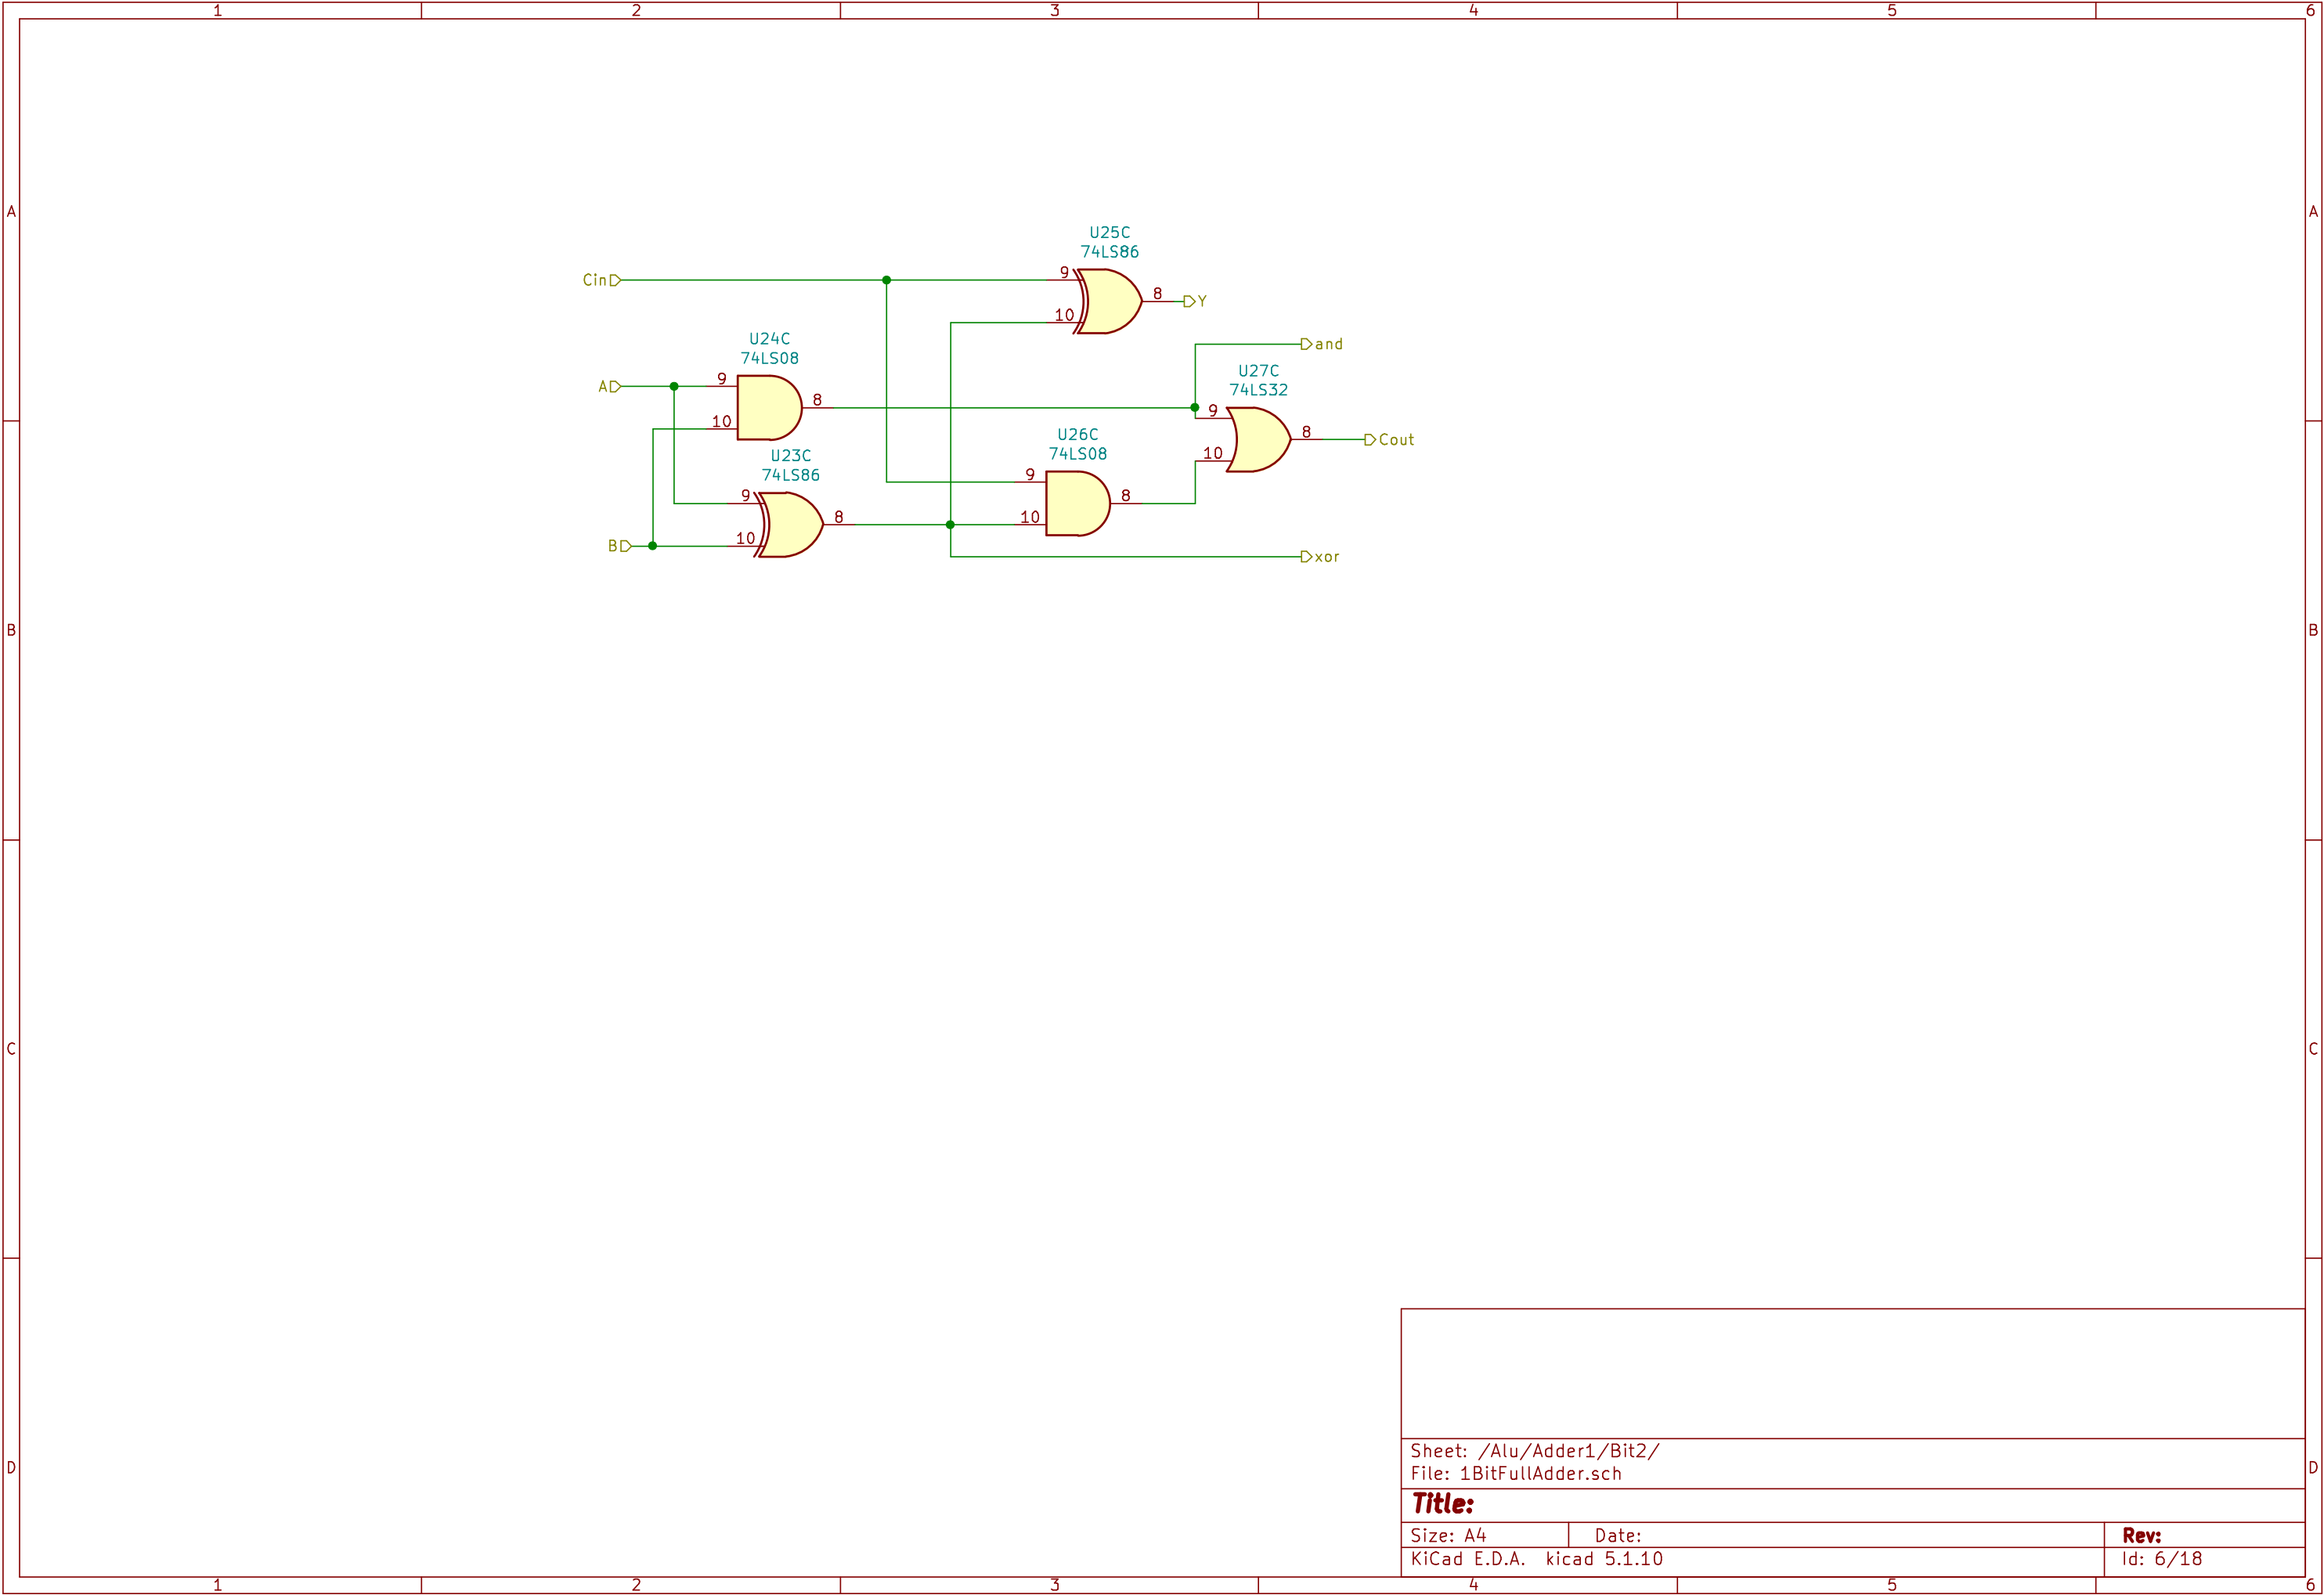 1 2 3 4 5 6
A A
U25C
74LS86
Cin 9 8 Y
10
U24C
74LS08
and
U27C
74LS32
A 9 8 9
10
U26C
74LS08
8 Cout
10
U23C
74LS86
9 8
9 8
10
B 10
xor
B B
C C
Sheet: /Alu/Adder1/Bit2/
File: 1BitFullAdder.sch
D D
Title:
Size: A4 Date: Rev:
KiCad E.D.A. kicad 5.1.10 Id: 6/18
1 2 3 4 5 6